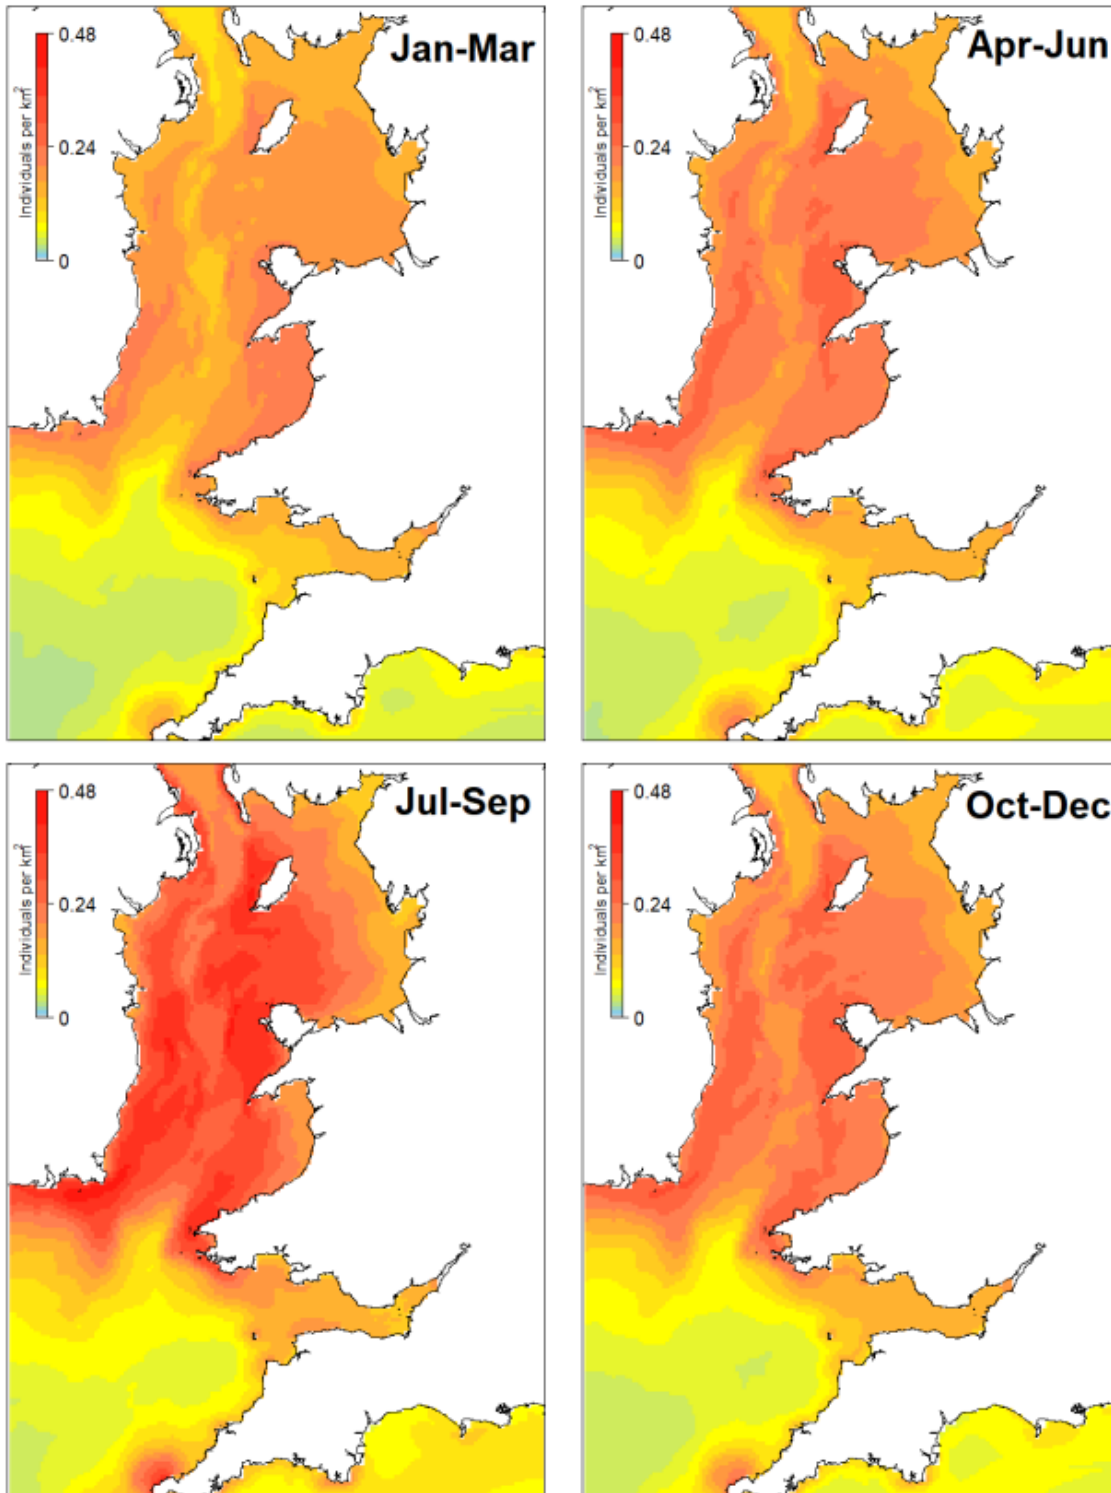 0.48
Jan-Mar
Individuals per km²
0.24
0
0.48
Apr-Jun
Individuals per km²
0.24
0
0.48
Jul-Sep
Individuals per km²
0.24
0
0.48
Oct-Dec
Individuals per km²
0.24
0